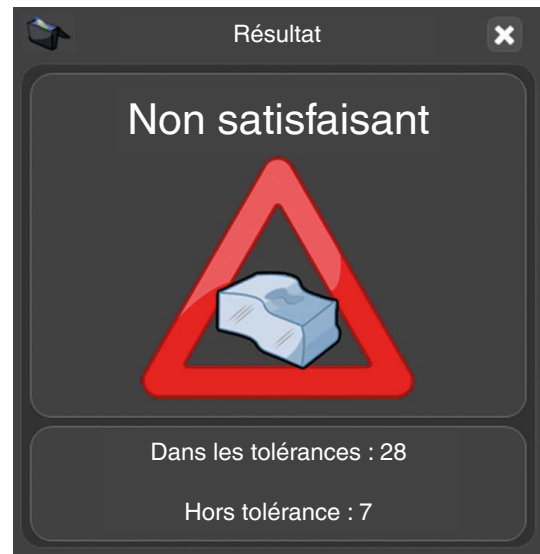 Résultat
Non satisfaisant
Dans les tolérances : 28
Hors tolérance : 7